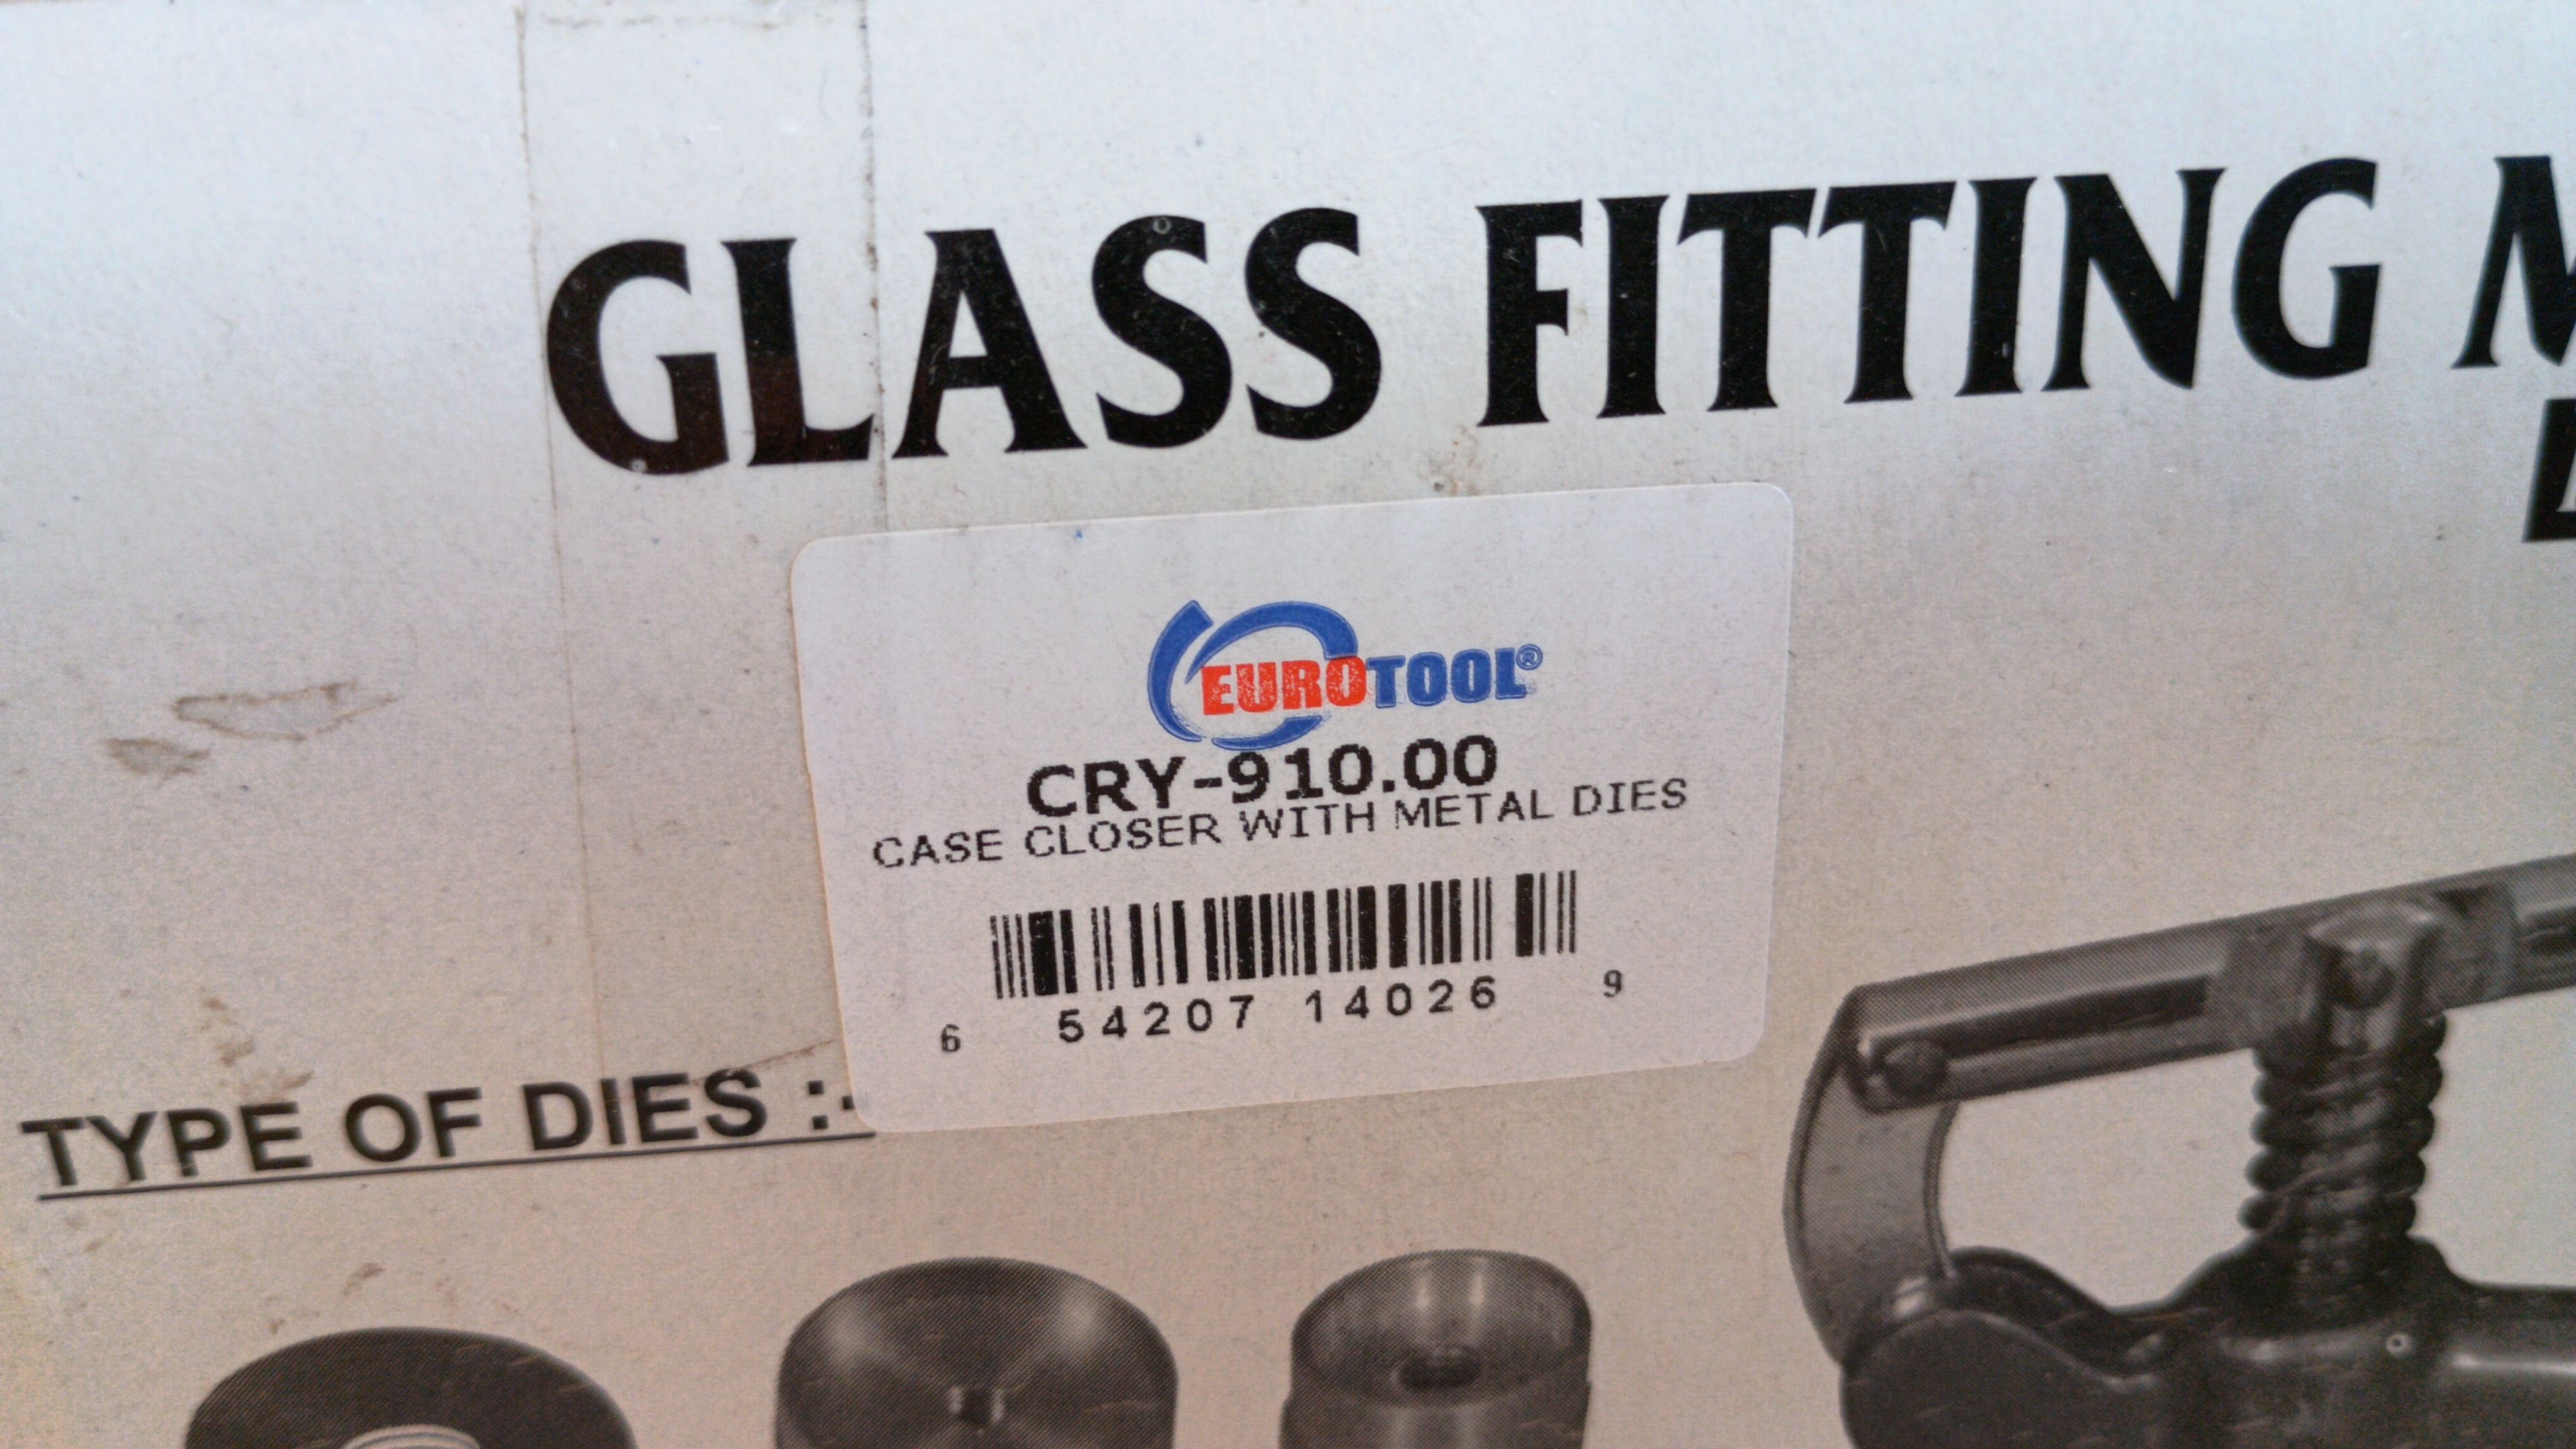 GLASS FITTING
EUROTOOL®
CRY-910.00
CASE CLOSER WITH METAL DIES
6 54207 14026 9
TYPE OF DIES :-